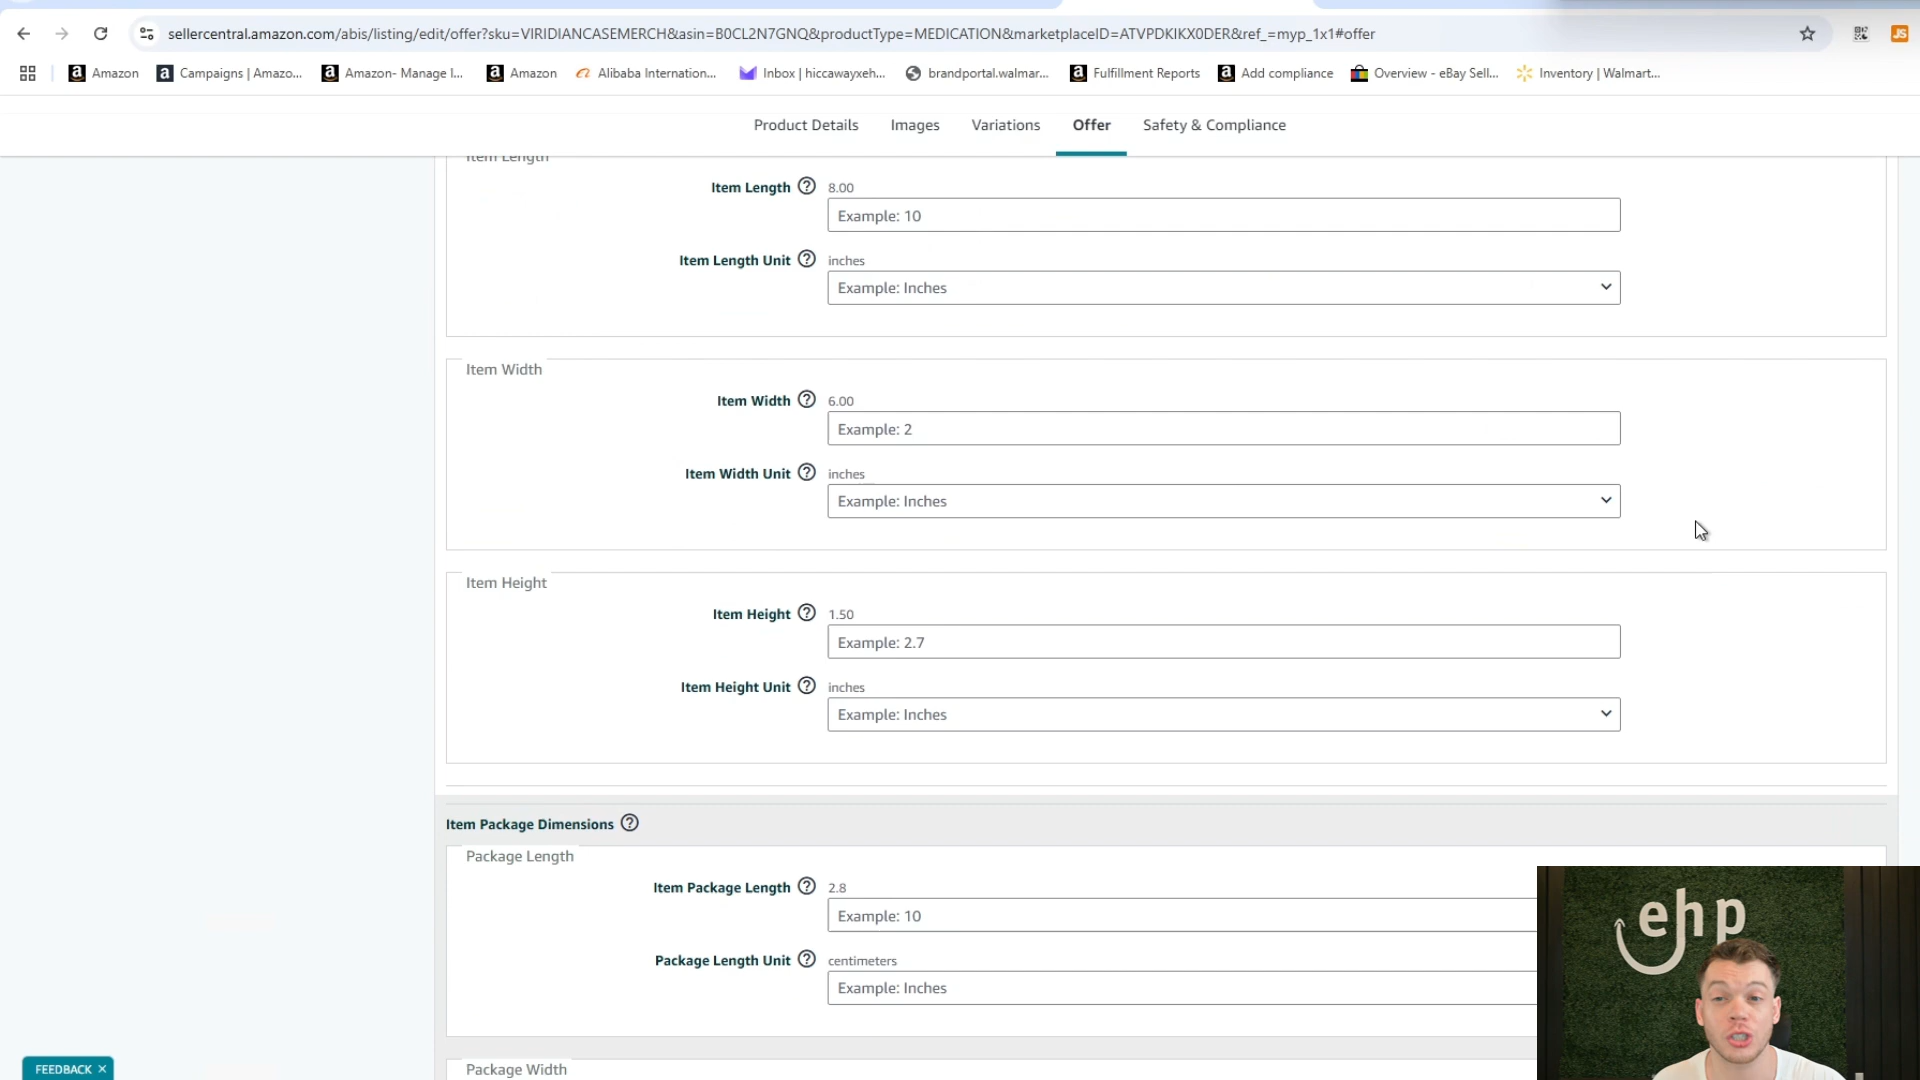 sellercentral.amazon.com/abis/listing/edit/offer?sku=VIRIDIANCASEMERCH&asin=B0CL2N7GNQ&productType=MEDICATION&marketplaceID=ATVPDKIKX0DER&ref_=myp_1x1#offer
JS
Amazon
Campaigns | Amazo...
Amazon- Manage I...
Amazon
Alibaba Internation...
Inbox | hiccawayxeh...
brandportal.walmar...
Fulfillment Reports
Add compliance
Overview - eBay Sell...
Inventory | Walmart...
Product Details
Images
Variations
Offer
Safety & Compliance
Item Length
Item Length
8.00
Example: 10
Item Length Unit
inches
Example: Inches
Item Width
Item Width
6.00
Example: 2
Item Width Unit
inches
Example: Inches
Item Height
Item Height
1.50
Example: 2.7
Item Height Unit
inches
Example: Inches
Item Package Dimensions
Package Length
Item Package Length
2.8
Example: 10
Package Length Unit
centimeters
Example: Inches
Package Width
ehp
FEEDBACK ×